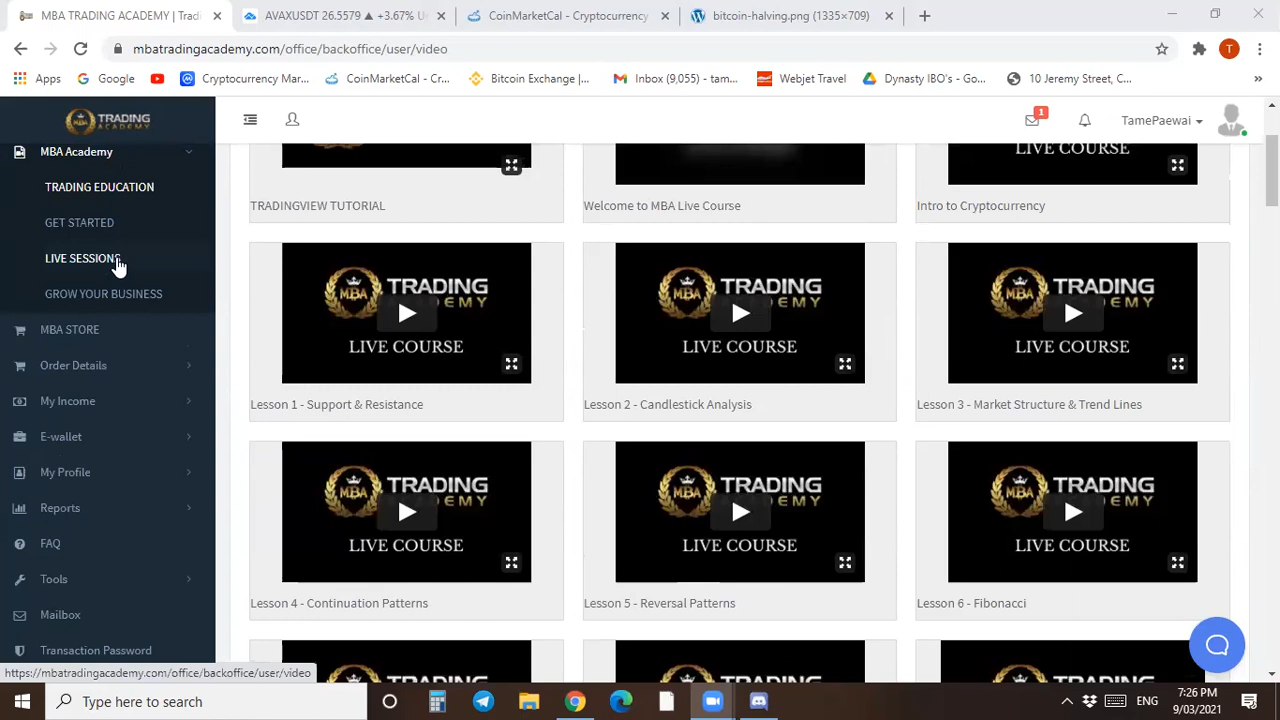 MBA TRADING ACADEMY | Tradi
AVAXUSDT 26.5579 ▲ +3.67% U
CoinMarketCal - Cryptocurrency
bitcoin-halving.png (1335×709)
mbatradingacademy.com/office/backoffice/user/video
Apps
Google
Cryptocurrency Mar...
CoinMarketCal - Cr...
Bitcoin Exchange |...
Inbox (9,055) - tam...
Webjet Travel
Dynasty IBO's - Go...
10 Jeremy Street, C...
MBA TRADING ACADEMY
1
TamePaewai
MBA Academy
TRADING EDUCATION
GET STARTED
LIVE SESSIONS
GROW YOUR BUSINESS
MBA STORE
Order Details
My Income
E-wallet
My Profile
Reports
FAQ
Tools
Mailbox
Transaction Password
LIVE COURSE
TRADINGVIEW TUTORIAL
Welcome to MBA Live Course
Intro to Cryptocurrency
MBA TRADING ACADEMY
LIVE COURSE
MBA TRADING ACADEMY
LIVE COURSE
MBA TRADING ACADEMY
LIVE COURSE
Lesson 1 - Support & Resistance
Lesson 2 - Candlestick Analysis
Lesson 3 - Market Structure & Trend Lines
MBA TRADING ACADEMY
LIVE COURSE
MBA TRADING ACADEMY
LIVE COURSE
MBA TRADING ACADEMY
LIVE COURSE
Lesson 4 - Continuation Patterns
Lesson 5 - Reversal Patterns
Lesson 6 - Fibonacci
https://mbatradingacademy.com/office/backoffice/user/video
Type here to search
ENG
7:26 PM
9/03/2021